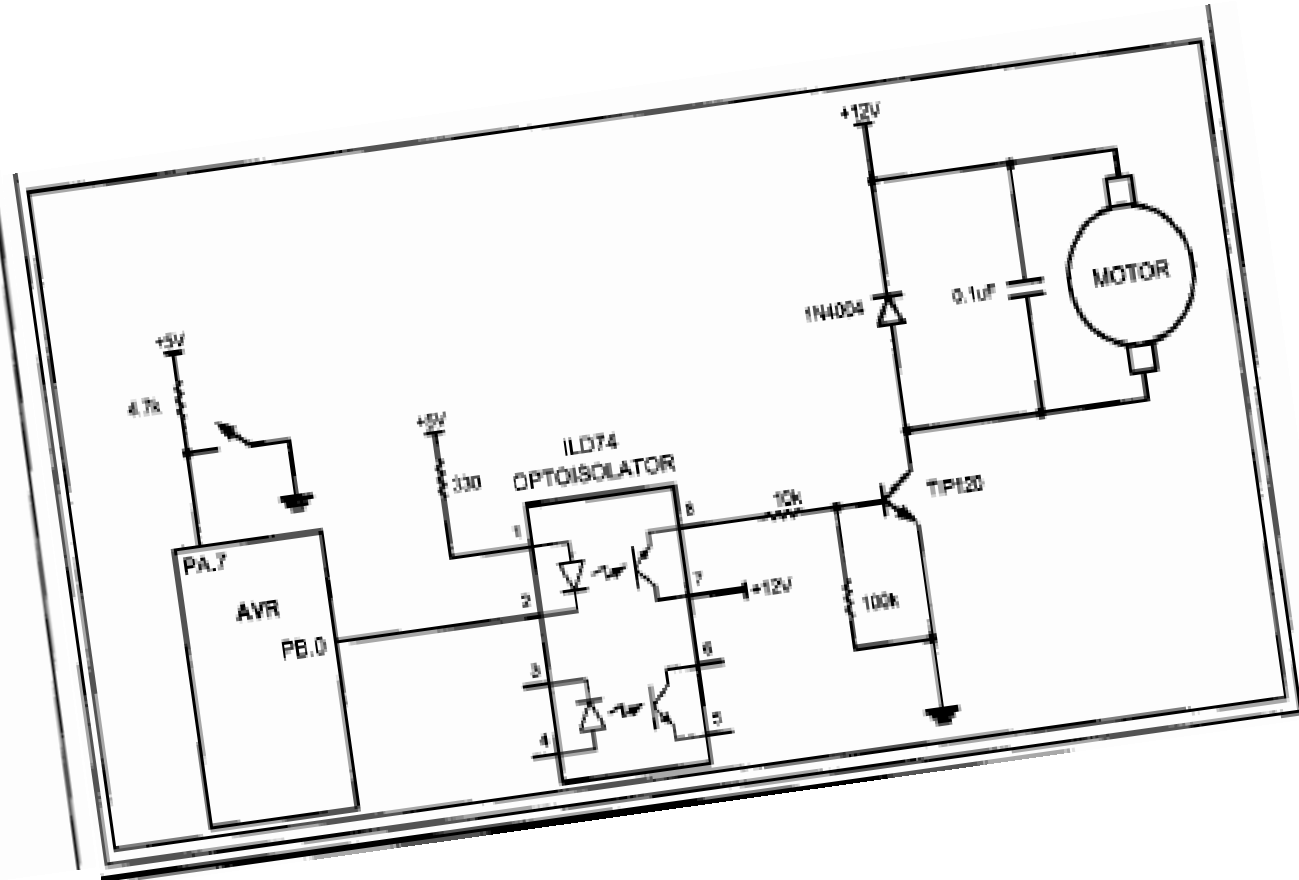 +12V
MOTOR
0.1uF
1N4004
+5V
4.7k
+5V
330
ILD74
OPTOISOLATOR
1
8
10k
TIP120
PA.7
AVR
PB.0
2
7
+12V
100k
3
6
4
5